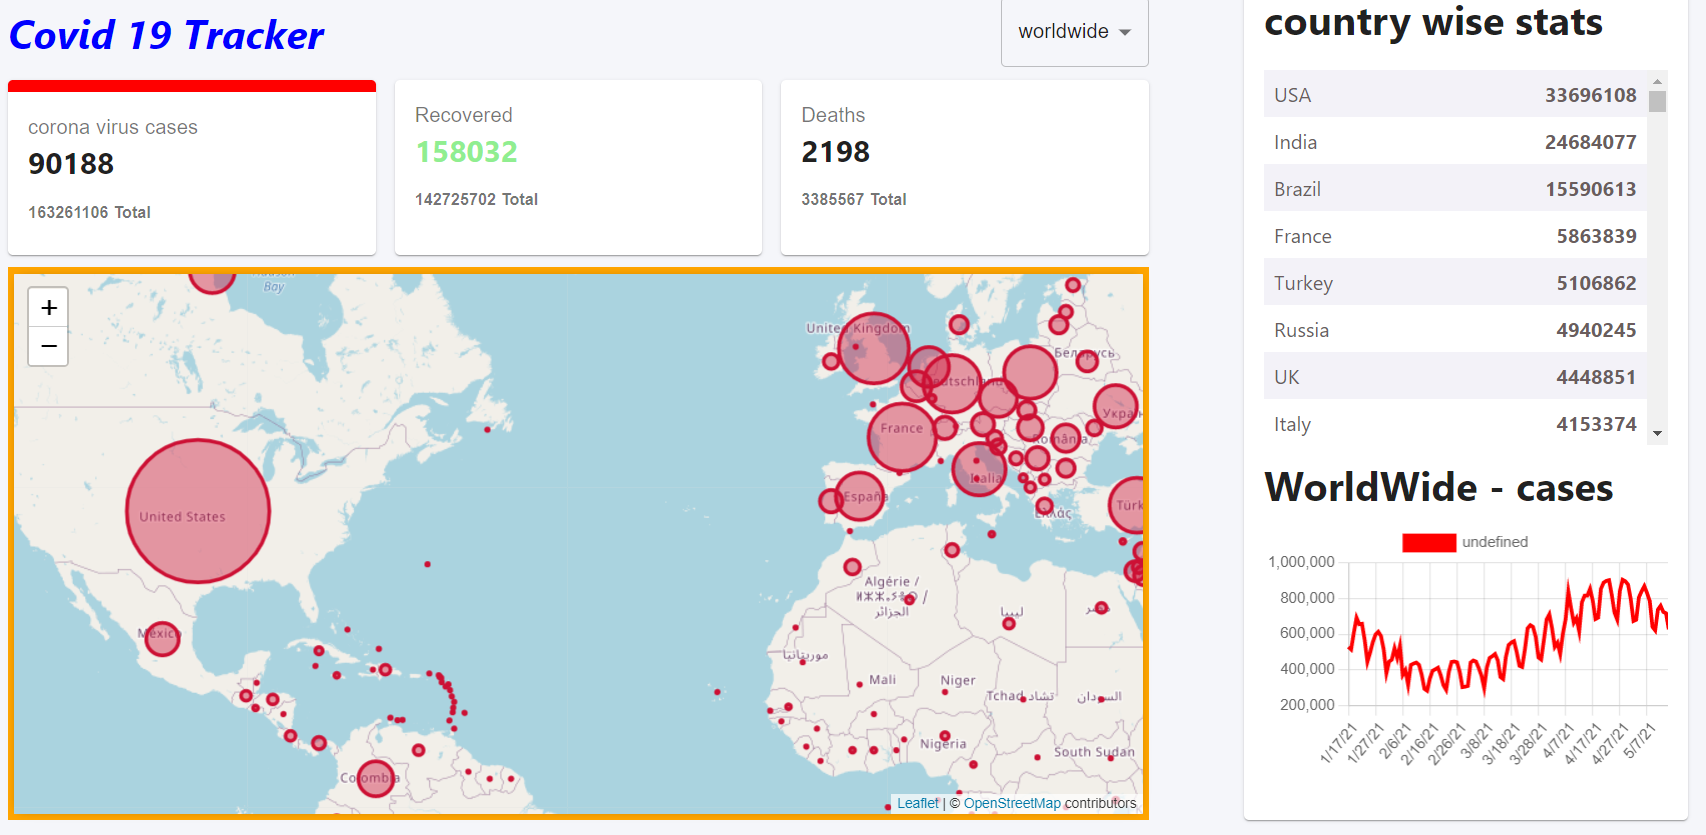 Covid 19 Tracker
worldwide
corona virus cases
90188
163261106 Total
Recovered
158032
142725702 Total
Deaths
2198
3385567 Total
+
−
Bay
United Kingdom
Беларусь
Deutschland
France
România
Italia
España
Ελλάς
United States
Algérie /
الجزائر
ليبيا
مصر
México
موريتانيا
Mali
Niger
Tchad تشاد
السودان
Nigeria
South Sudan
Colombia
Leaflet | © OpenStreetMap contributors
country wise stats
USA 33696108
India 24684077
Brazil 15590613
France 5863839
Turkey 5106862
Russia 4940245
UK 4448851
Italy 4153374
WorldWide - cases
undefined
1,000,000
800,000
600,000
400,000
200,000
1/17/21 1/27/21 2/6/21 2/16/21 2/26/21 3/8/21 3/18/21 3/28/21 4/7/21 4/17/21 4/27/21 5/7/21